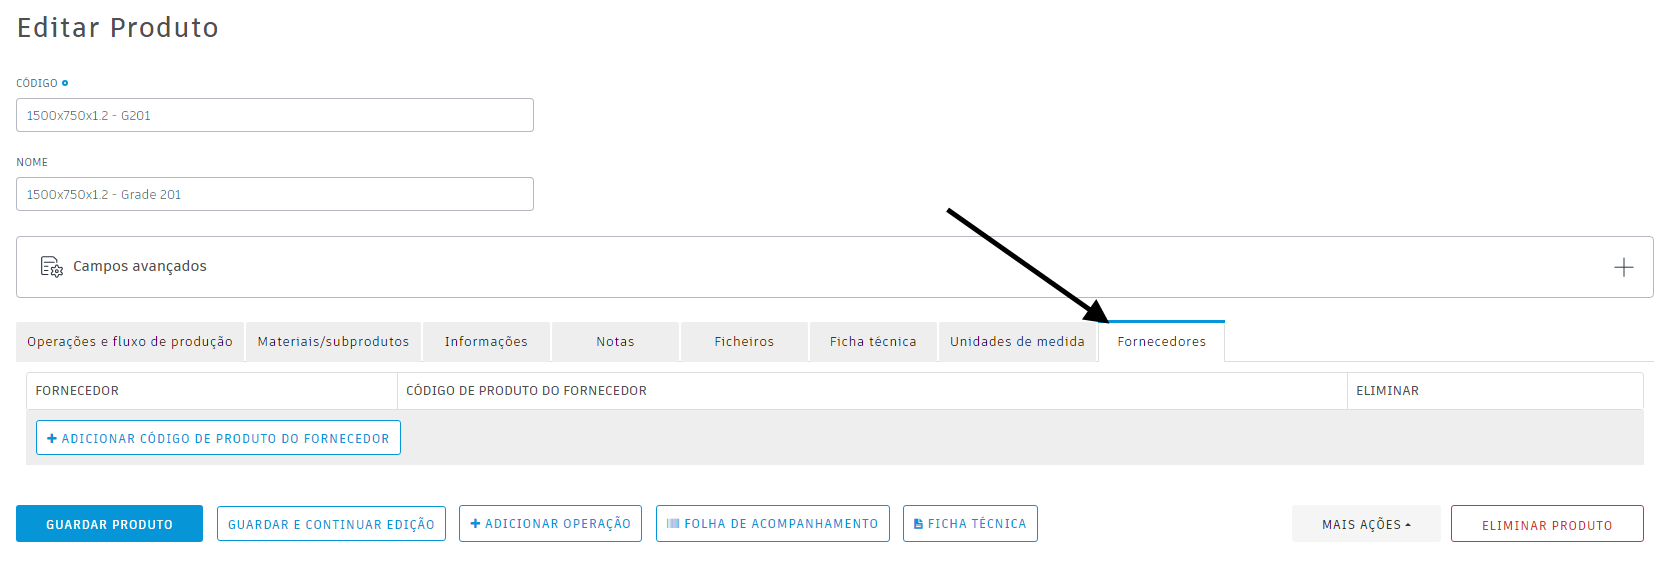 Editar Produto
CÓDIGO
1500x750x1.2 - G201
NOME
1500x750x1.2 - Grade 201
Campos avançados
Operações e fluxo de produção Materiais/subprodutos Informações Notas Ficheiros Ficha técnica Unidades de medida Fornecedores
FORNECEDOR CÓDIGO DE PRODUTO DO FORNECEDOR ELIMINAR
+ ADICIONAR CÓDIGO DE PRODUTO DO FORNECEDOR
GUARDAR PRODUTO GUARDAR E CONTINUAR EDIÇÃO + ADICIONAR OPERAÇÃO FOLHA DE ACOMPANHAMENTO FICHA TÉCNICA MAIS AÇÕES ELIMINAR PRODUTO